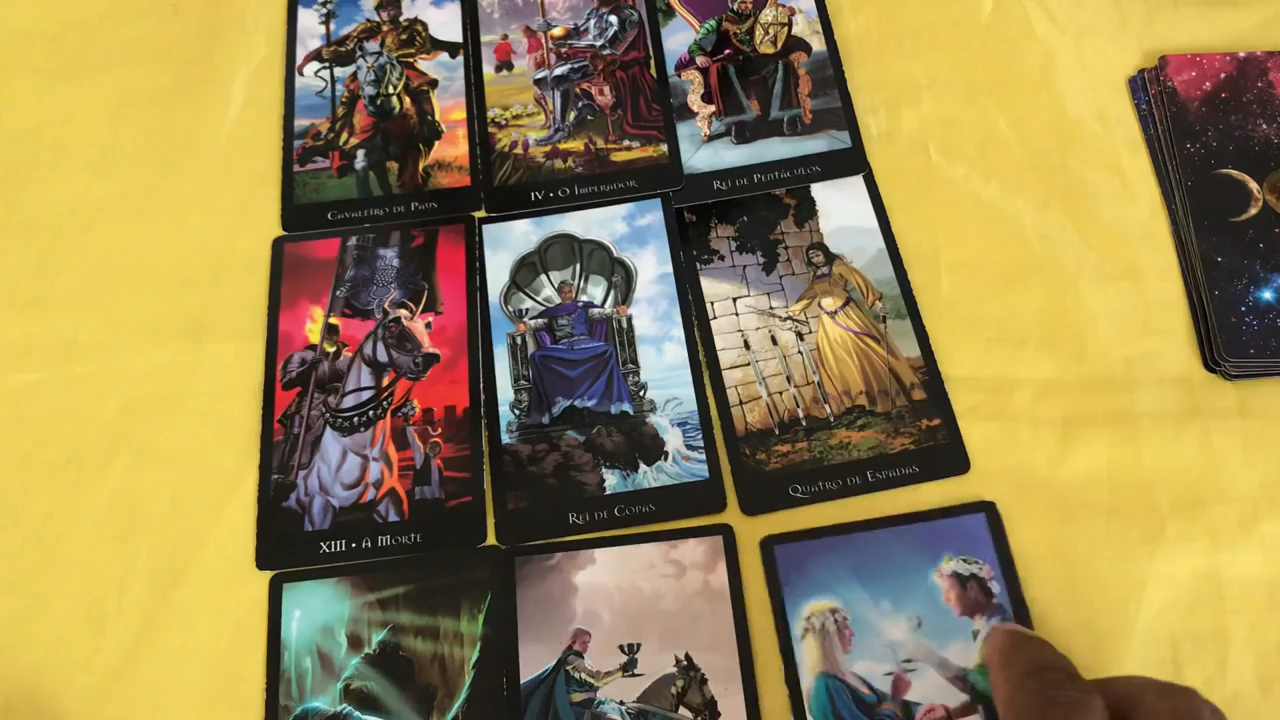 CAVALEIRO DE PAUS
IV • O IMPERADOR
REI DE PENTÁCULOS
XIII • A MORTE
REI DE COPAS
QUATRO DE ESPADAS